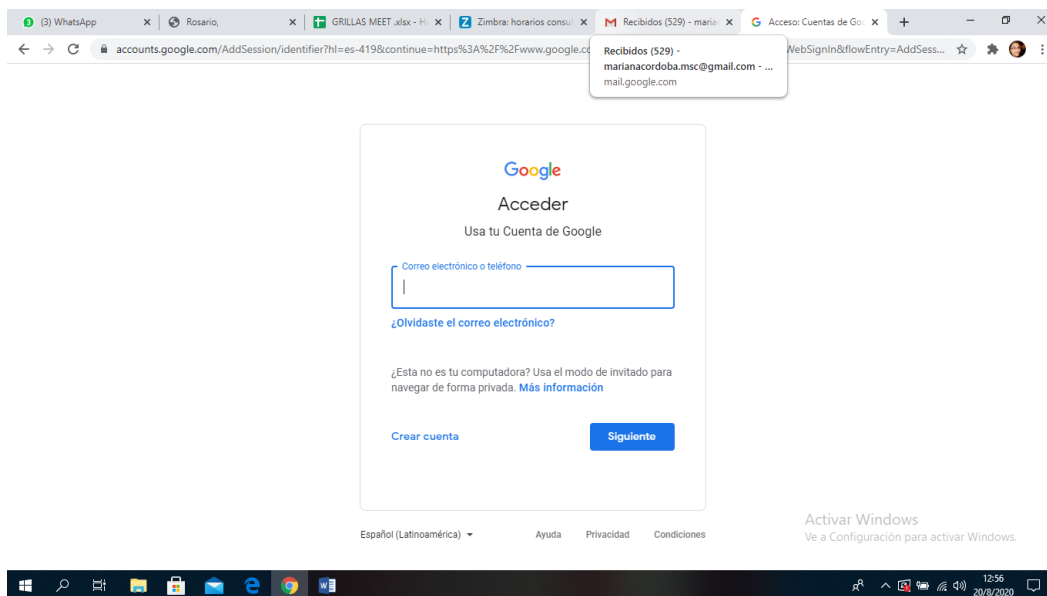 (3) WhatsApp
Rosario,
GRILLAS MEET .xlsx - H
Zimbra: horarios consul
Recibidos (529) - maria
Acceso: Cuentas de Goo
accounts.google.com/AddSession/identifier?hl=es-419&continue=https%3A%2F%2Fwww.google.co
WebSignIn&flowEntry=AddSess...
Recibidos (529) -
marianacordoba.msc@gmail.com - ...
mail.google.com
Google
Acceder
Usa tu Cuenta de Google
Correo electrónico o teléfono
¿Olvidaste el correo electrónico?
¿Esta no es tu computadora? Usa el modo de invitado para
navegar de forma privada. Más información
Crear cuenta
Siguiente
Español (Latinoamérica)
Ayuda
Privacidad
Condiciones
Activar Windows
Ve a Configuración para activar Windows.
12:56
20/8/2020